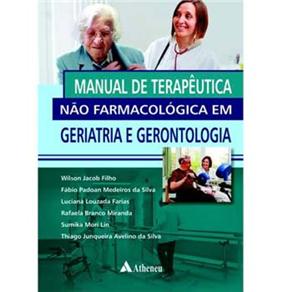 MANUAL DE TERAPÊUTICA
NÃO FARMACOLÓGICA EM
GERIATRIA E GERONTOLOGIA
Wilson Jacob Filho
Fábio Padoan Medeiros da Silva
Luciana Louzada Farias
Rafaela Branco Miranda
Sumika Mori Lin
Thiago Junqueira Avelino da Silva
Atheneu